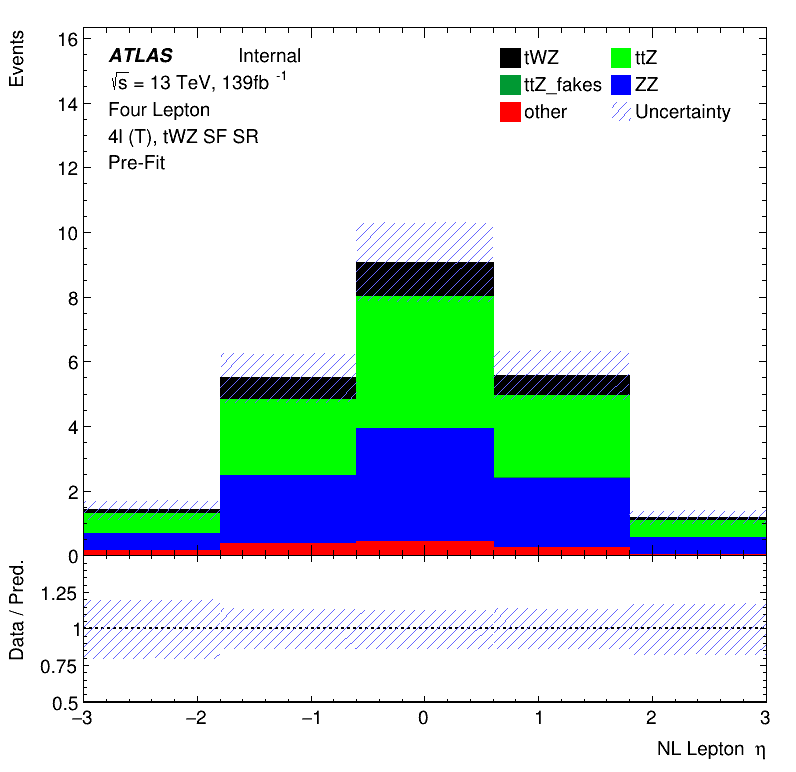 Events
16
14
12
10
8
6
4
2
0
ATLAS Internal
√s = 13 TeV, 139fb -1
Four Lepton
4l (T), tWZ SF SR
Pre-Fit
tWZ ttZ
ttZ_fakes ZZ
other Uncertainty
Data / Pred.
1.25
1
0.75
0.5
−3 −2 −1 0 1 2 3
NL Lepton η